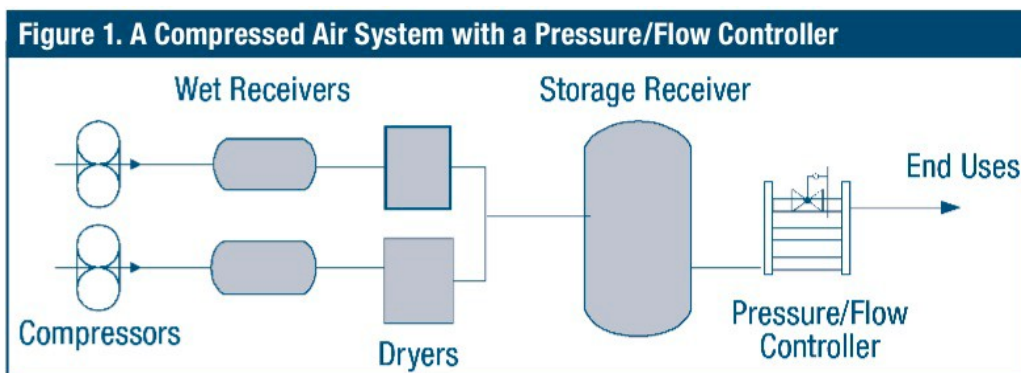 Figure 1. A Compressed Air System with a Pressure/Flow Controller
Wet Receivers
Storage Receiver
End Uses
Compressors
Dryers
Pressure/Flow
Controller